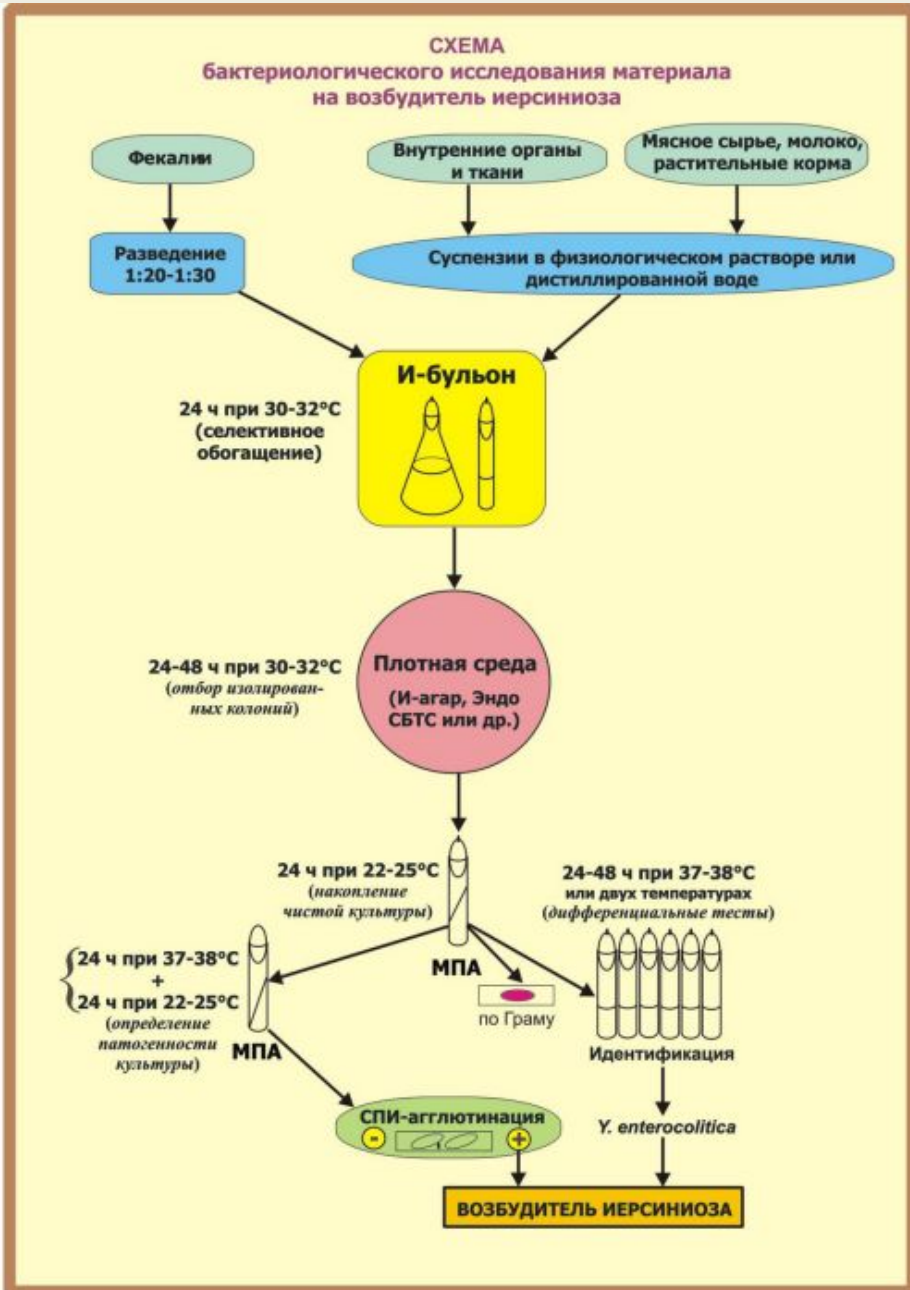 СХЕМА
бактериологического исследования материала
на возбудитель иерсиниоза
Фекалии
Внутренние органы
и ткани
Мясное сырье, молоко,
растительные корма
Разведение
1:20-1:30
Суспензии в физиологическом растворе или
дистиллированной воде
И-бульон
24 ч при 30-32°С
(селективное
обогащение)
24-48 ч при 30-32°С
(отбор изолирован-
ных колоний)
Плотная среда
(И-агар, Эндо
СБТС или др.)
24 ч при 22-25°С
(накопление
чистой культуры)
МПА
24-48 ч при 37-38°С
или двух температурах
(дифференциальные тесты)
24 ч при 37-38°С
+
24 ч при 22-25°С
(определение
патогенности
культуры)
МПА
по Граму
Идентификация
СПИ-агглютинация
- +
Y. enterocolitica
ВОЗБУДИТЕЛЬ ИЕРСИНИОЗА